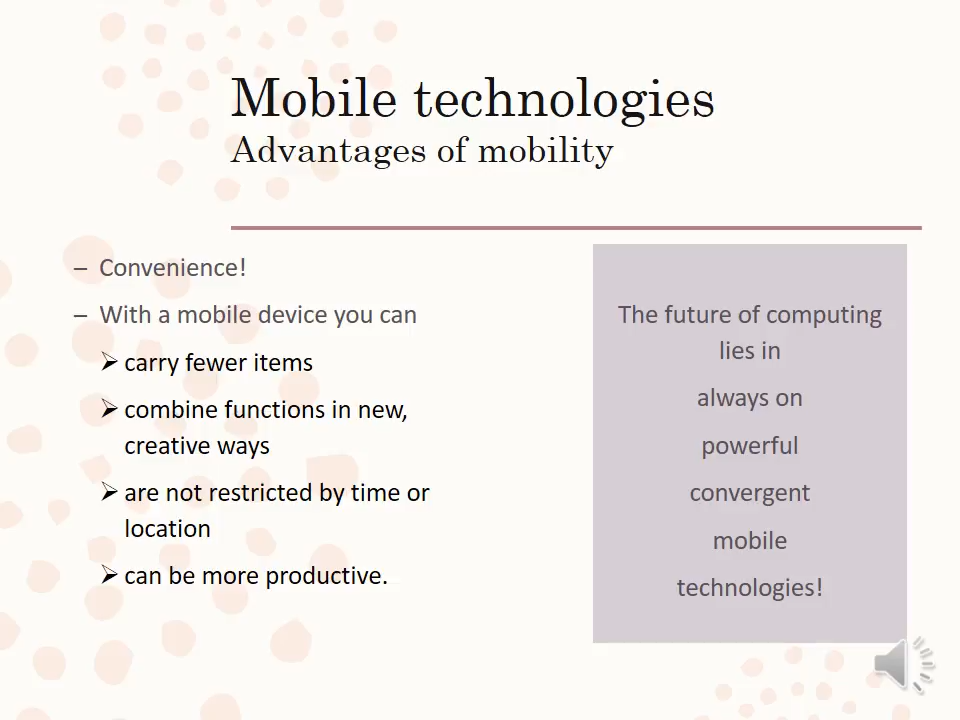 Mobile technologies
Advantages of mobility
– Convenience!
– With a mobile device you can
➢ carry fewer items
➢ combine functions in new,
creative ways
➢ are not restricted by time or
location
➢ can be more productive.
The future of computing
lies in
always on
powerful
convergent
mobile
technologies!